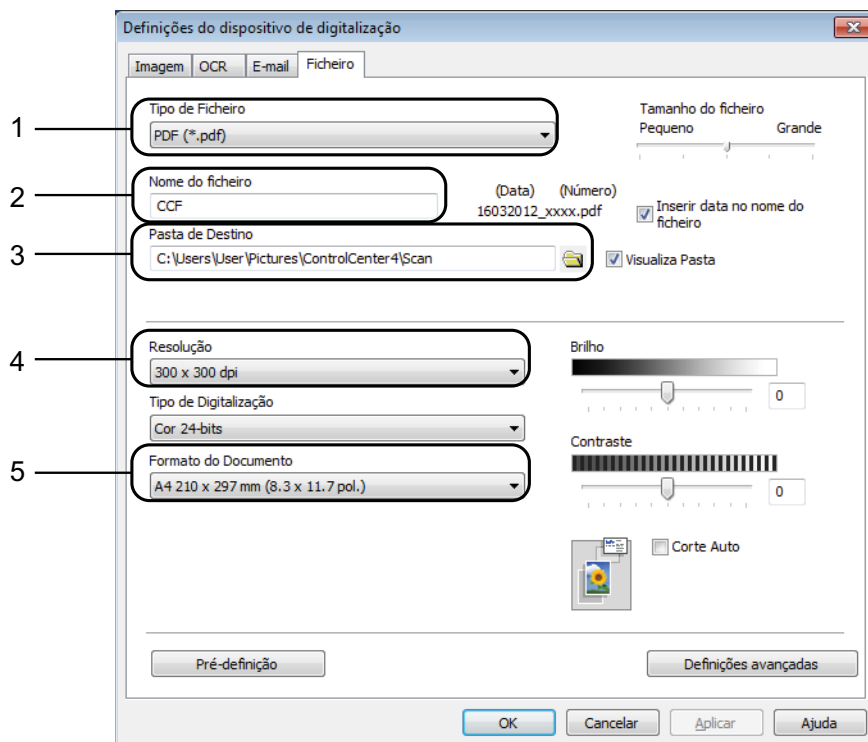 Definições do dispositivo de digitalização
Imagem OCR E-mail Ficheiro
1
Tipo de Ficheiro
PDF (*.pdf)
Tamanho do ficheiro
Pequeno Grande
2
Nome do ficheiro
CCF
(Data) (Número)
16032012_xxxx.pdf
Inserir data no nome do
ficheiro
3
Pasta de Destino
C:\Users\User\Pictures\ControlCenter4\Scan
Visualiza Pasta
4
Resolução
300 x 300 dpi
Brilho
0
Tipo de Digitalização
Cor 24-bits
Contraste
0
5
Formato do Documento
A4 210 x 297 mm (8.3 x 11.7 pol.)
Corte Auto
Pré-definição
Definições avançadas
OK Cancelar Aplicar Ajuda